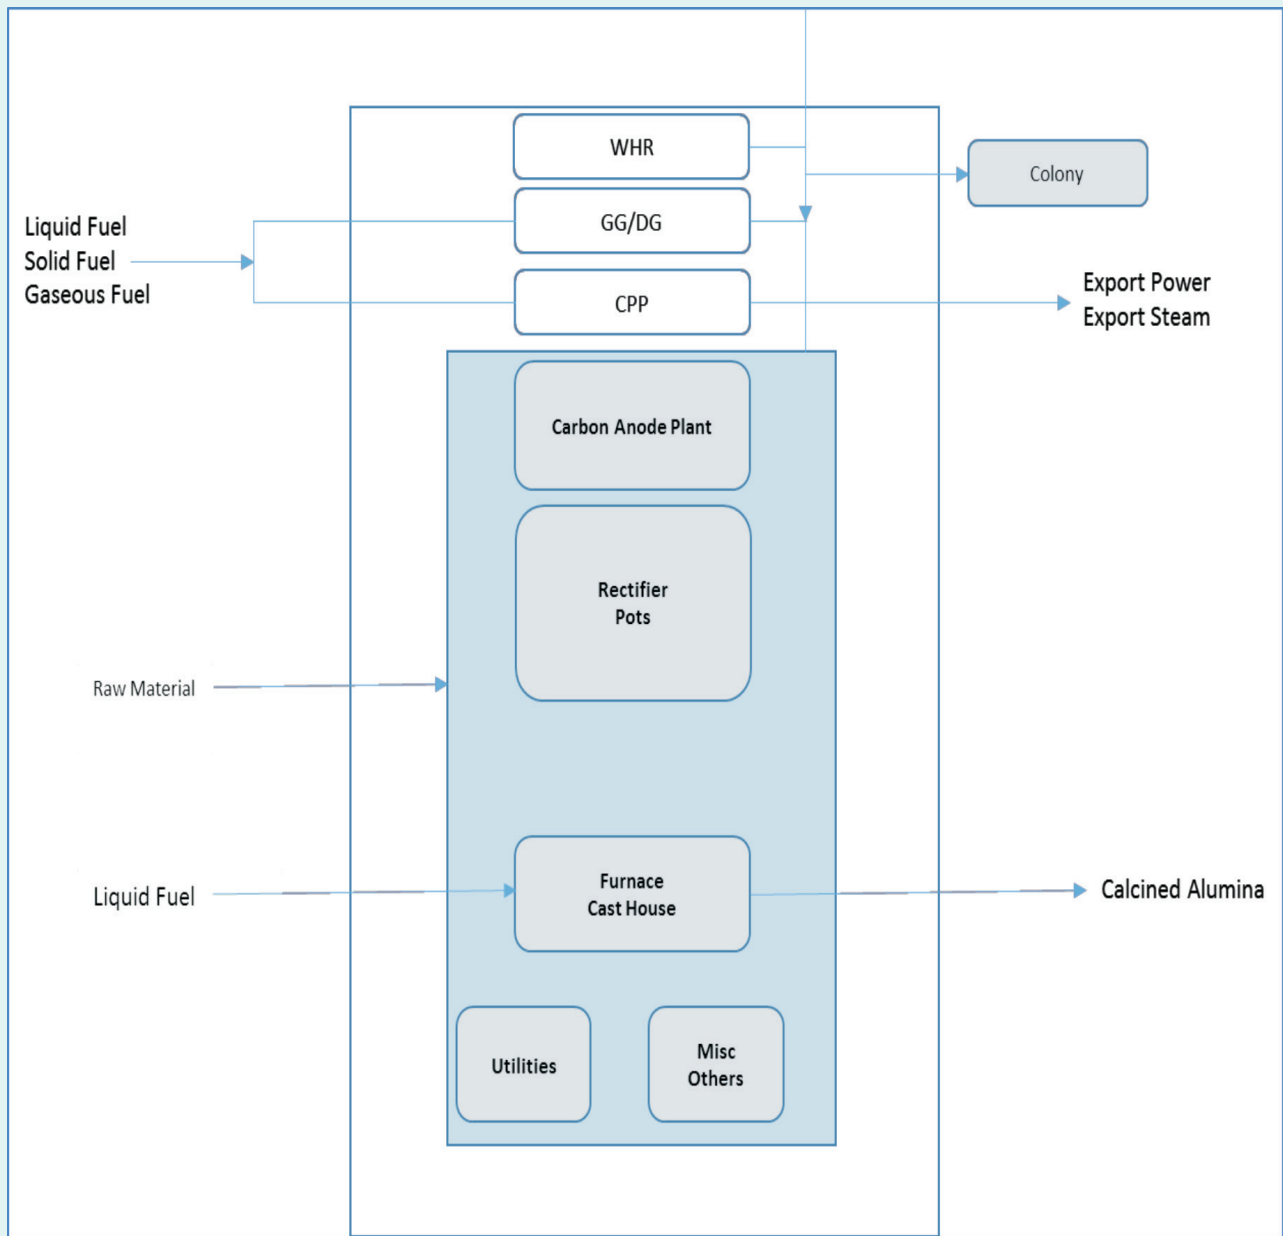 WHR
Colony
GG/DG
Liquid Fuel
Solid Fuel
Gaseous Fuel
CPP
Export Power
Export Steam
Carbon Anode Plant
Rectifier
Pots
Raw Material
Liquid Fuel
Furnace
Cast House
Calcined Alumina
Utilities
Misc
Others